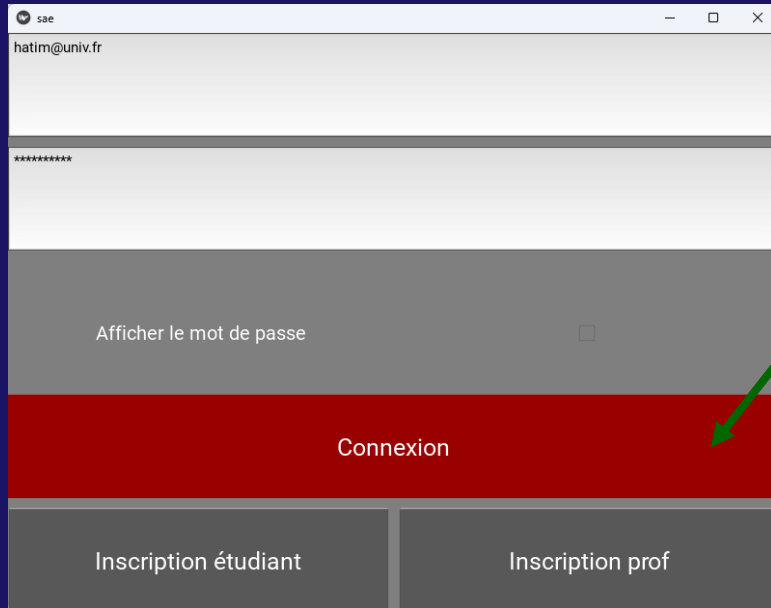 sae
hatim@univ.fr
**********
Afficher le mot de passe
Connexion
Inscription étudiant
Inscription prof